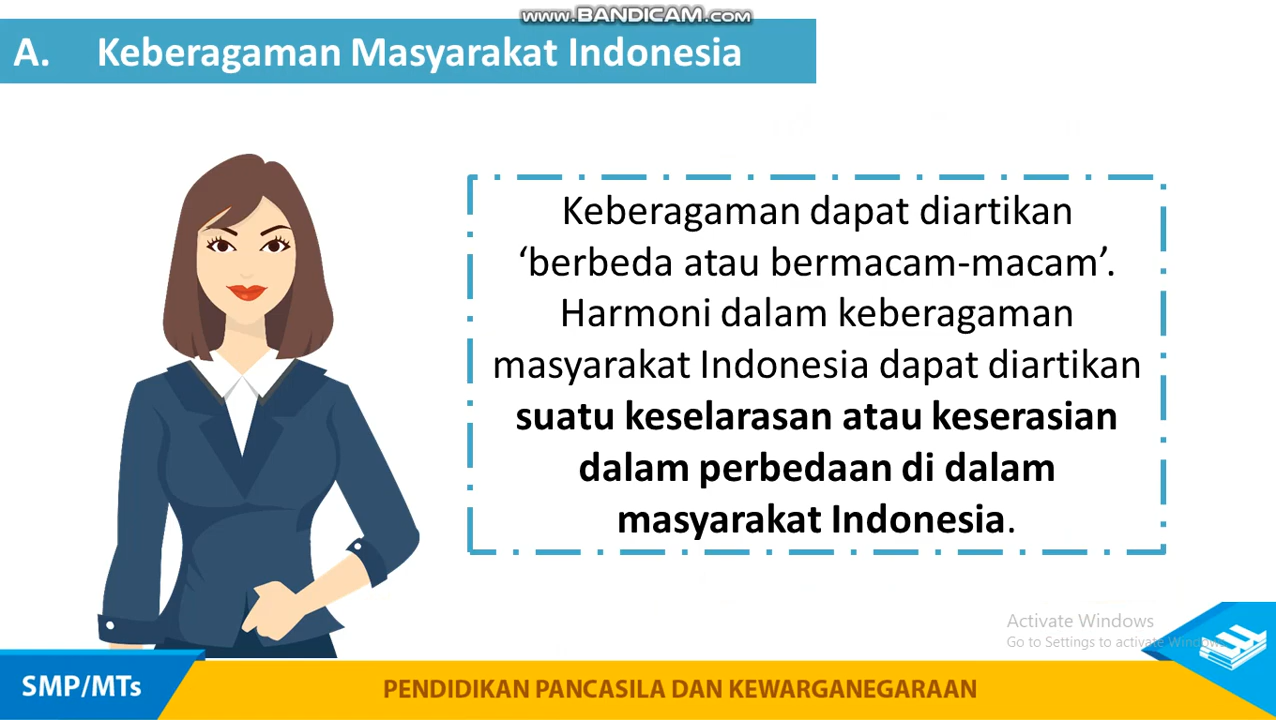 www.BANDICAM.com
A. Keberagaman Masyarakat Indonesia
Keberagaman dapat diartikan
‘berbeda atau bermacam-macam’.
Harmoni dalam keberagaman
masyarakat Indonesia dapat diartikan
suatu keselarasan atau keserasian
dalam perbedaan di dalam
masyarakat Indonesia.
Activate Windows
Go to Settings to activate Windows.
SMP/MTs
PENDIDIKAN PANCASILA DAN KEWARGANEGARAAN